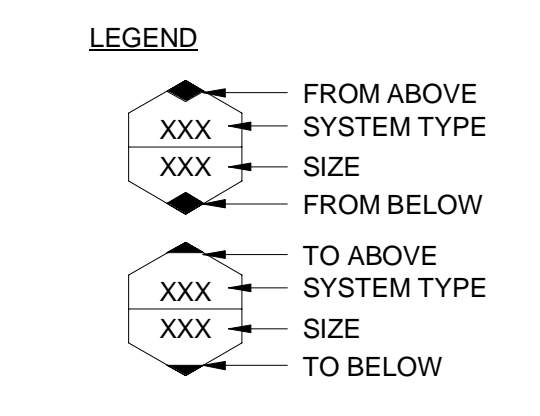 LEGEND
FROM ABOVE
XXX SYSTEM TYPE
XXX SIZE
FROM BELOW
TO ABOVE
XXX SYSTEM TYPE
XXX SIZE
TO BELOW